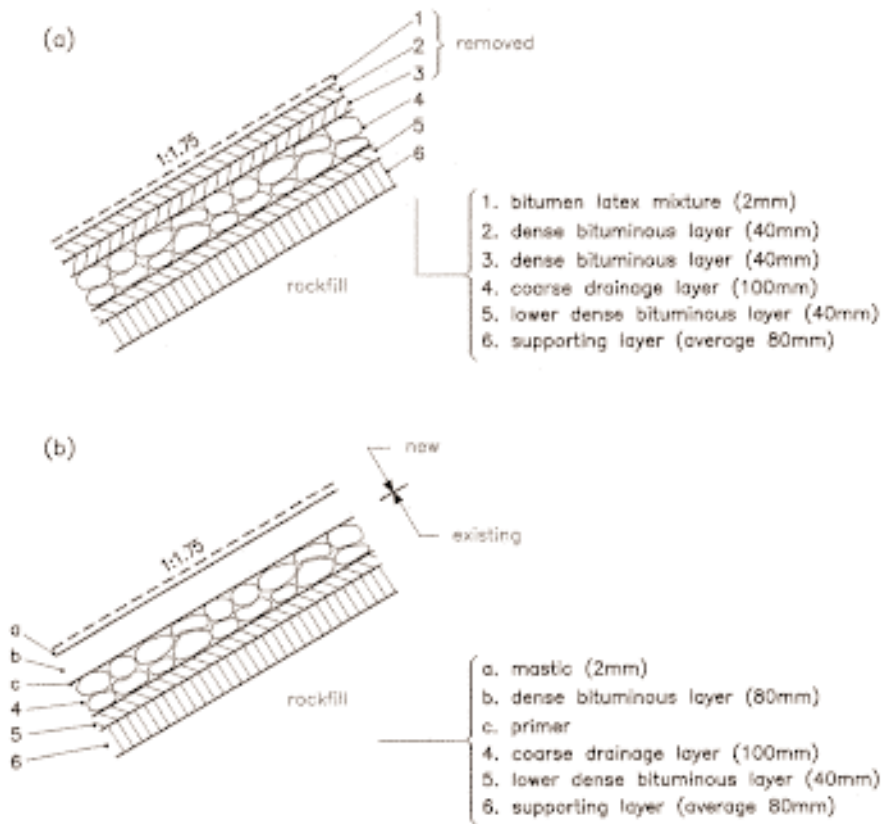 (a)
1
2
3
removed
4
5
6
1:1.75
rockfill
1. bitumen latex mixture (2mm)
2. dense bituminous layer (40mm)
3. dense bituminous layer (40mm)
4. coarse drainage layer (100mm)
5. lower dense bituminous layer (40mm)
6. supporting layer (average 80mm)
(b)
new
existing
1:1.75
a
b
c
4
5
6
rockfill
a. mastic (2mm)
b. dense bituminous layer (80mm)
c. primer
4. coarse drainage layer (100mm)
5. lower dense bituminous layer (40mm)
6. supporting layer (average 80mm)